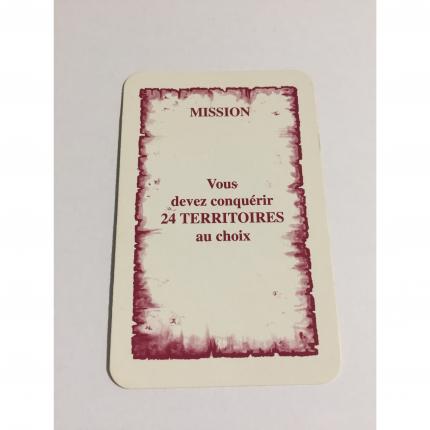 MISSION
Vous
devez conquérir
24 TERRITOIRES
au choix